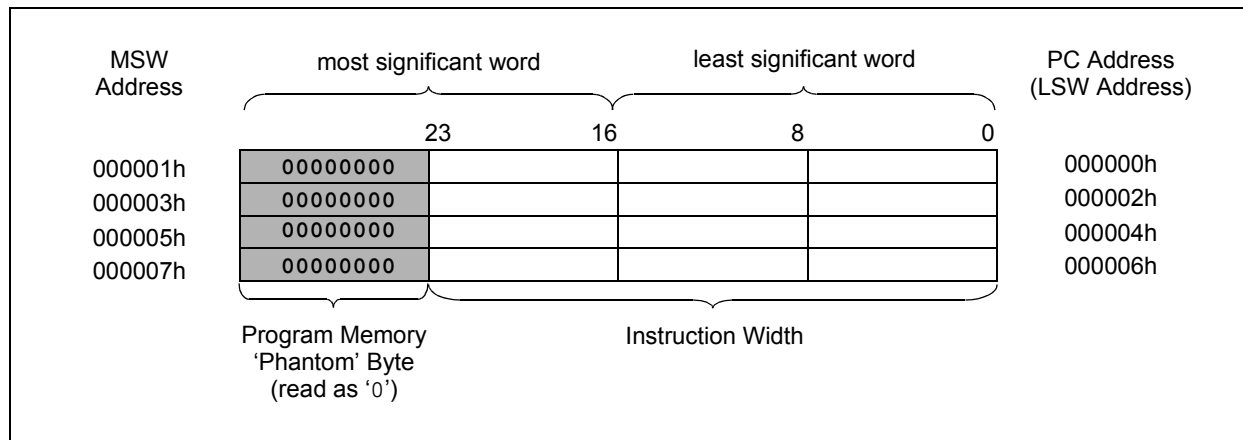 MSW
Address
most significant word
least significant word
PC Address
(LSW Address)
23 16 8 0
000001h 00000000 000000h
000003h 00000000 000002h
000005h 00000000 000004h
000007h 00000000 000006h
Program Memory
‘Phantom’ Byte
(read as ‘0’)
Instruction Width